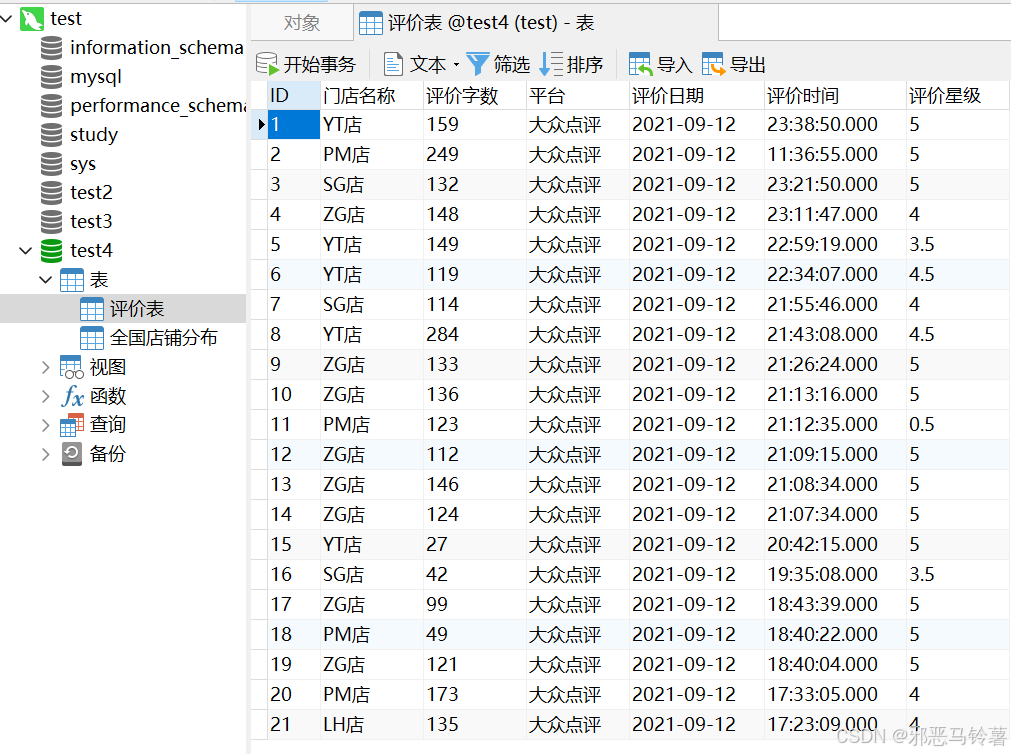 test
information_schema
mysql
performance_schema
study
sys
test2
test3
test4
表
评价表
全国店铺分布
视图
fx 函数
查询
备份
对象 评价表 @test4 (test) - 表
开始事务 文本 筛选 排序 导入 导出
ID 门店名称 评价字数 平台 评价日期 评价时间 评价星级
1 YT店 159 大众点评 2021-09-12 23:38:50.000 5
2 PM店 249 大众点评 2021-09-12 11:36:55.000 5
3 SG店 132 大众点评 2021-09-12 23:21:50.000 5
4 ZG店 148 大众点评 2021-09-12 23:11:47.000 4
5 YT店 149 大众点评 2021-09-12 22:59:19.000 3.5
6 YT店 119 大众点评 2021-09-12 22:34:07.000 4.5
7 SG店 114 大众点评 2021-09-12 21:55:46.000 4
8 YT店 284 大众点评 2021-09-12 21:43:08.000 4.5
9 ZG店 133 大众点评 2021-09-12 21:26:24.000 5
10 ZG店 136 大众点评 2021-09-12 21:13:16.000 5
11 PM店 123 大众点评 2021-09-12 21:12:35.000 0.5
12 ZG店 112 大众点评 2021-09-12 21:09:15.000 5
13 ZG店 146 大众点评 2021-09-12 21:08:34.000 5
14 ZG店 124 大众点评 2021-09-12 21:07:34.000 5
15 YT店 27 大众点评 2021-09-12 20:42:15.000 5
16 SG店 42 大众点评 2021-09-12 19:35:08.000 3.5
17 ZG店 99 大众点评 2021-09-12 18:43:39.000 5
18 PM店 49 大众点评 2021-09-12 18:40:22.000 5
19 ZG店 121 大众点评 2021-09-12 18:40:04.000 5
20 PM店 173 大众点评 2021-09-12 17:33:05.000 4
21 LH店 135 大众点评 2021-09-12 17:23:09.000 4
CSDN @邪恶马铃薯